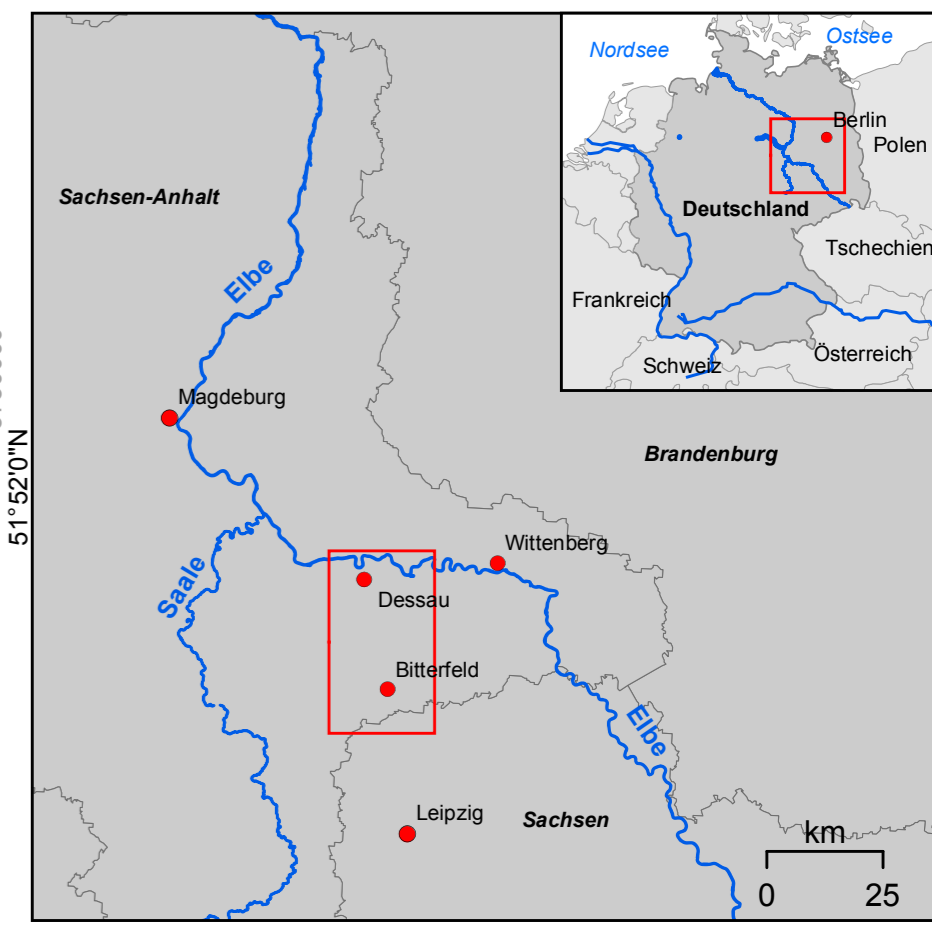 Nordsee
Ostsee
Berlin
Polen
Deutschland
Tschechien
Frankreich
Österreich
Schweiz
Sachsen-Anhalt
Elbe
Magdeburg
Brandenburg
51°52'0"N
Wittenberg
Saale
Dessau
Bitterfeld
Elbe
Leipzig
Sachsen
km
0 25